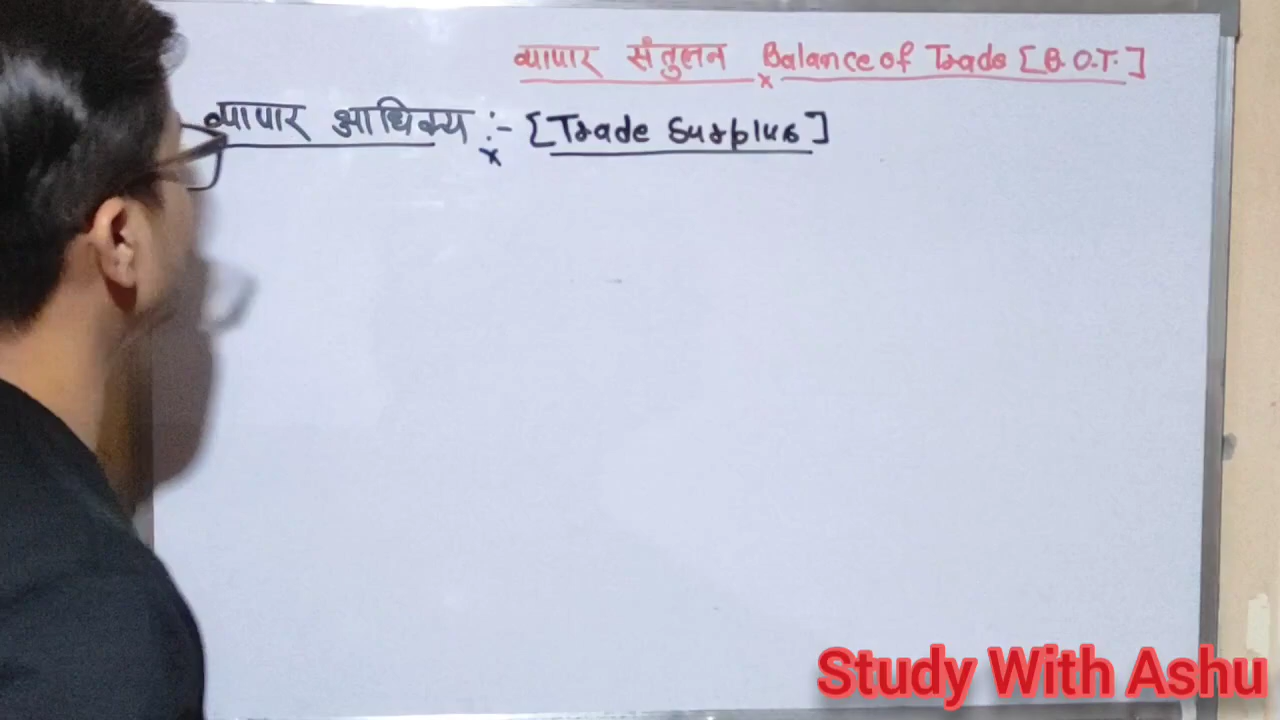 व्यापार संतुलन Balance of Trade [B.O.T.]
व्यापार आधिक्य :- [Trade Surplus]
Study With Ashu